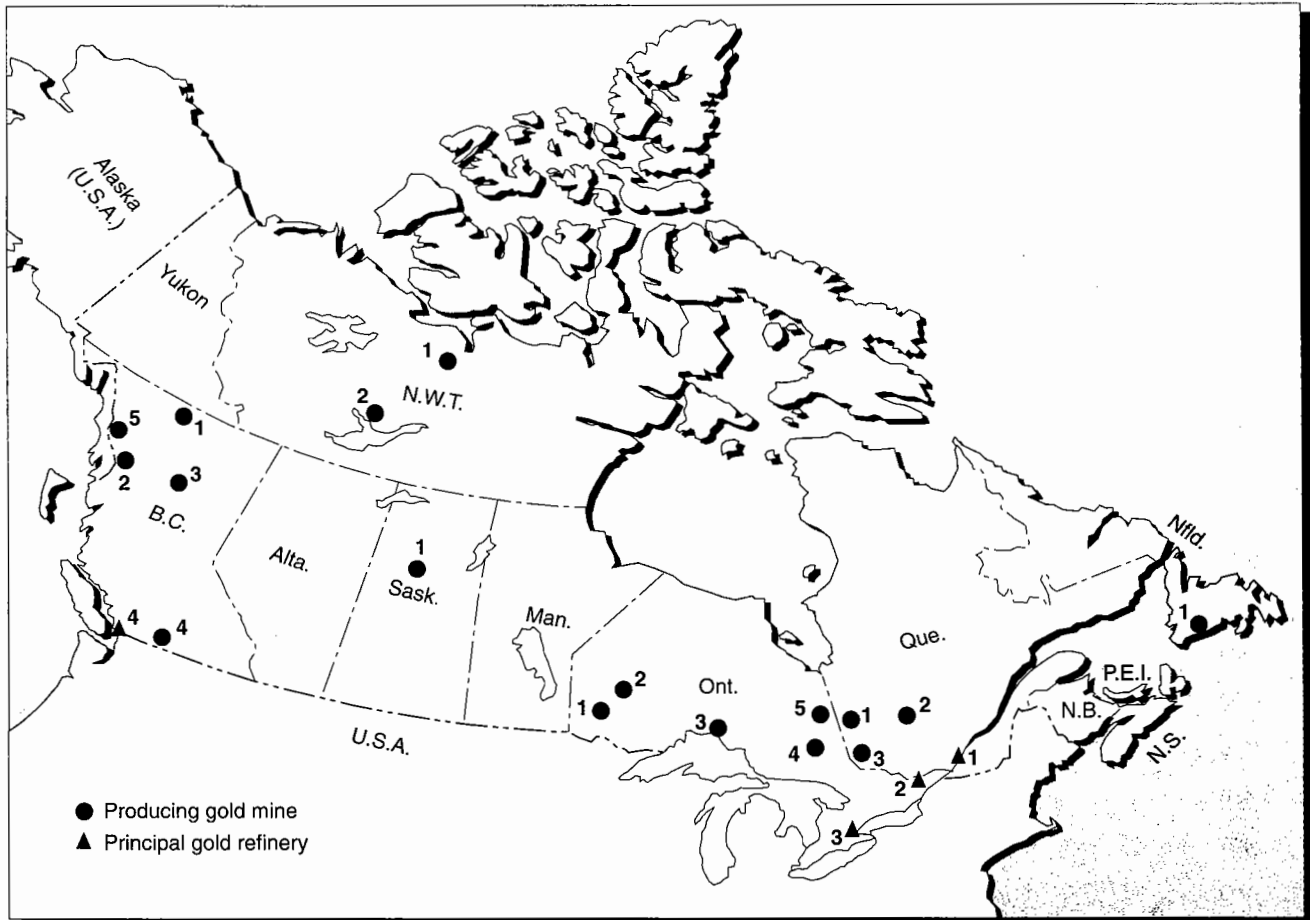 Alaska
(U.S.A.)
Yukon
1
N.W.T.
2
5
1
2
3
B.C.
Alta.
1
Sask.
Man.
4
4
U.S.A.
Nfld.
1
Que.
P.E.I.
N.B.
N.S.
Ont.
2
1
3
5
4
1
2
3
1
2
3
Producing gold mine
Principal gold refinery